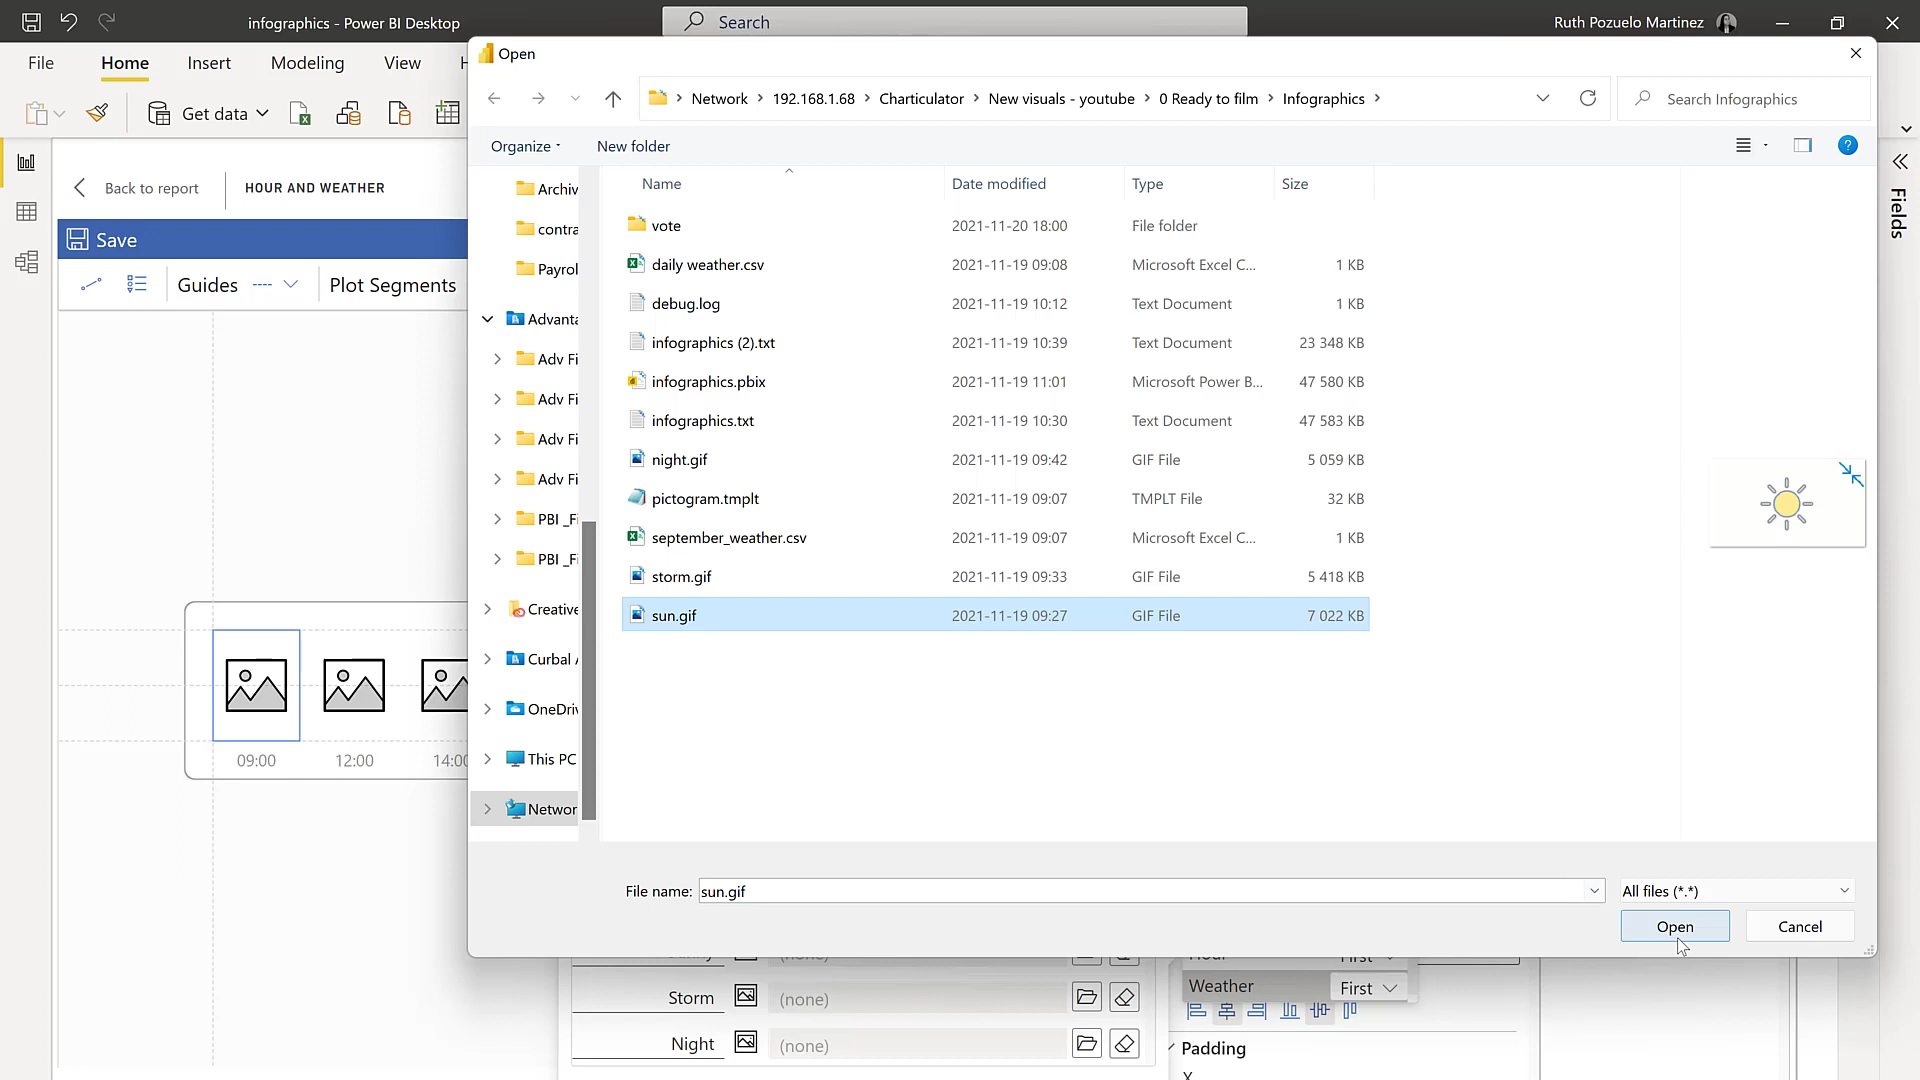 infographics - Power BI Desktop
Search
Ruth Pozuelo Martinez
File
Home
Insert
Modeling
View
H
Get data
Back to report
HOUR AND WEATHER
Save
Guides
Plot Segments
09:00
12:00
14:00
Open
Network
192.168.1.68
Charticulator
New visuals - youtube
0 Ready to film
Infographics
Search Infographics
Organize
New folder
Name
Date modified
Type
Size
Archiv
contra
Payrol
Advanta
Adv Fi
Adv Fi
Adv Fi
Adv Fi
PBI _Fi
PBI _Fi
Creative
Curbal A
OneDriv
This PC
Networ
vote 2021-11-20 18:00 File folder
daily weather.csv 2021-11-19 09:08 Microsoft Excel C... 1 KB
debug.log 2021-11-19 10:12 Text Document 1 KB
infographics (2).txt 2021-11-19 10:39 Text Document 23 348 KB
infographics.pbix 2021-11-19 11:01 Microsoft Power B... 47 580 KB
infographics.txt 2021-11-19 10:30 Text Document 47 583 KB
night.gif 2021-11-19 09:42 GIF File 5 059 KB
pictogram.tmplt 2021-11-19 09:07 TMPLT File 32 KB
september_weather.csv 2021-11-19 09:07 Microsoft Excel C... 1 KB
storm.gif 2021-11-19 09:33 GIF File 5 418 KB
sun.gif 2021-11-19 09:27 GIF File 7 022 KB
File name: sun.gif
All files (*.*)
Open
Cancel
Fields
Storm (none)
Night (none)
Hour First
Weather First
Padding
X